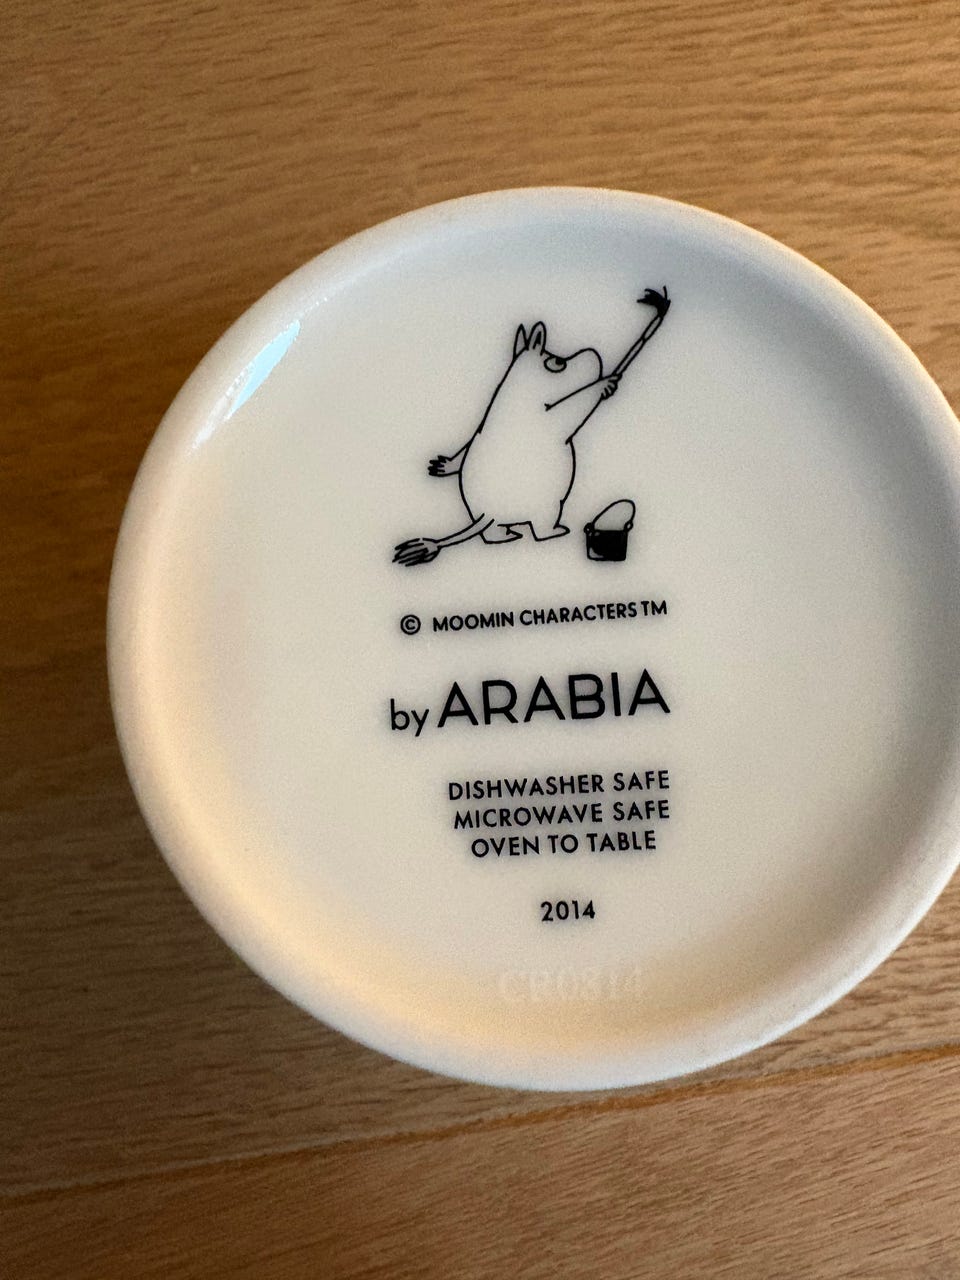 © MOOMIN CHARACTERS TM
by ARABIA
DISHWASHER SAFE
MICROWAVE SAFE
OVEN TO TABLE
2014